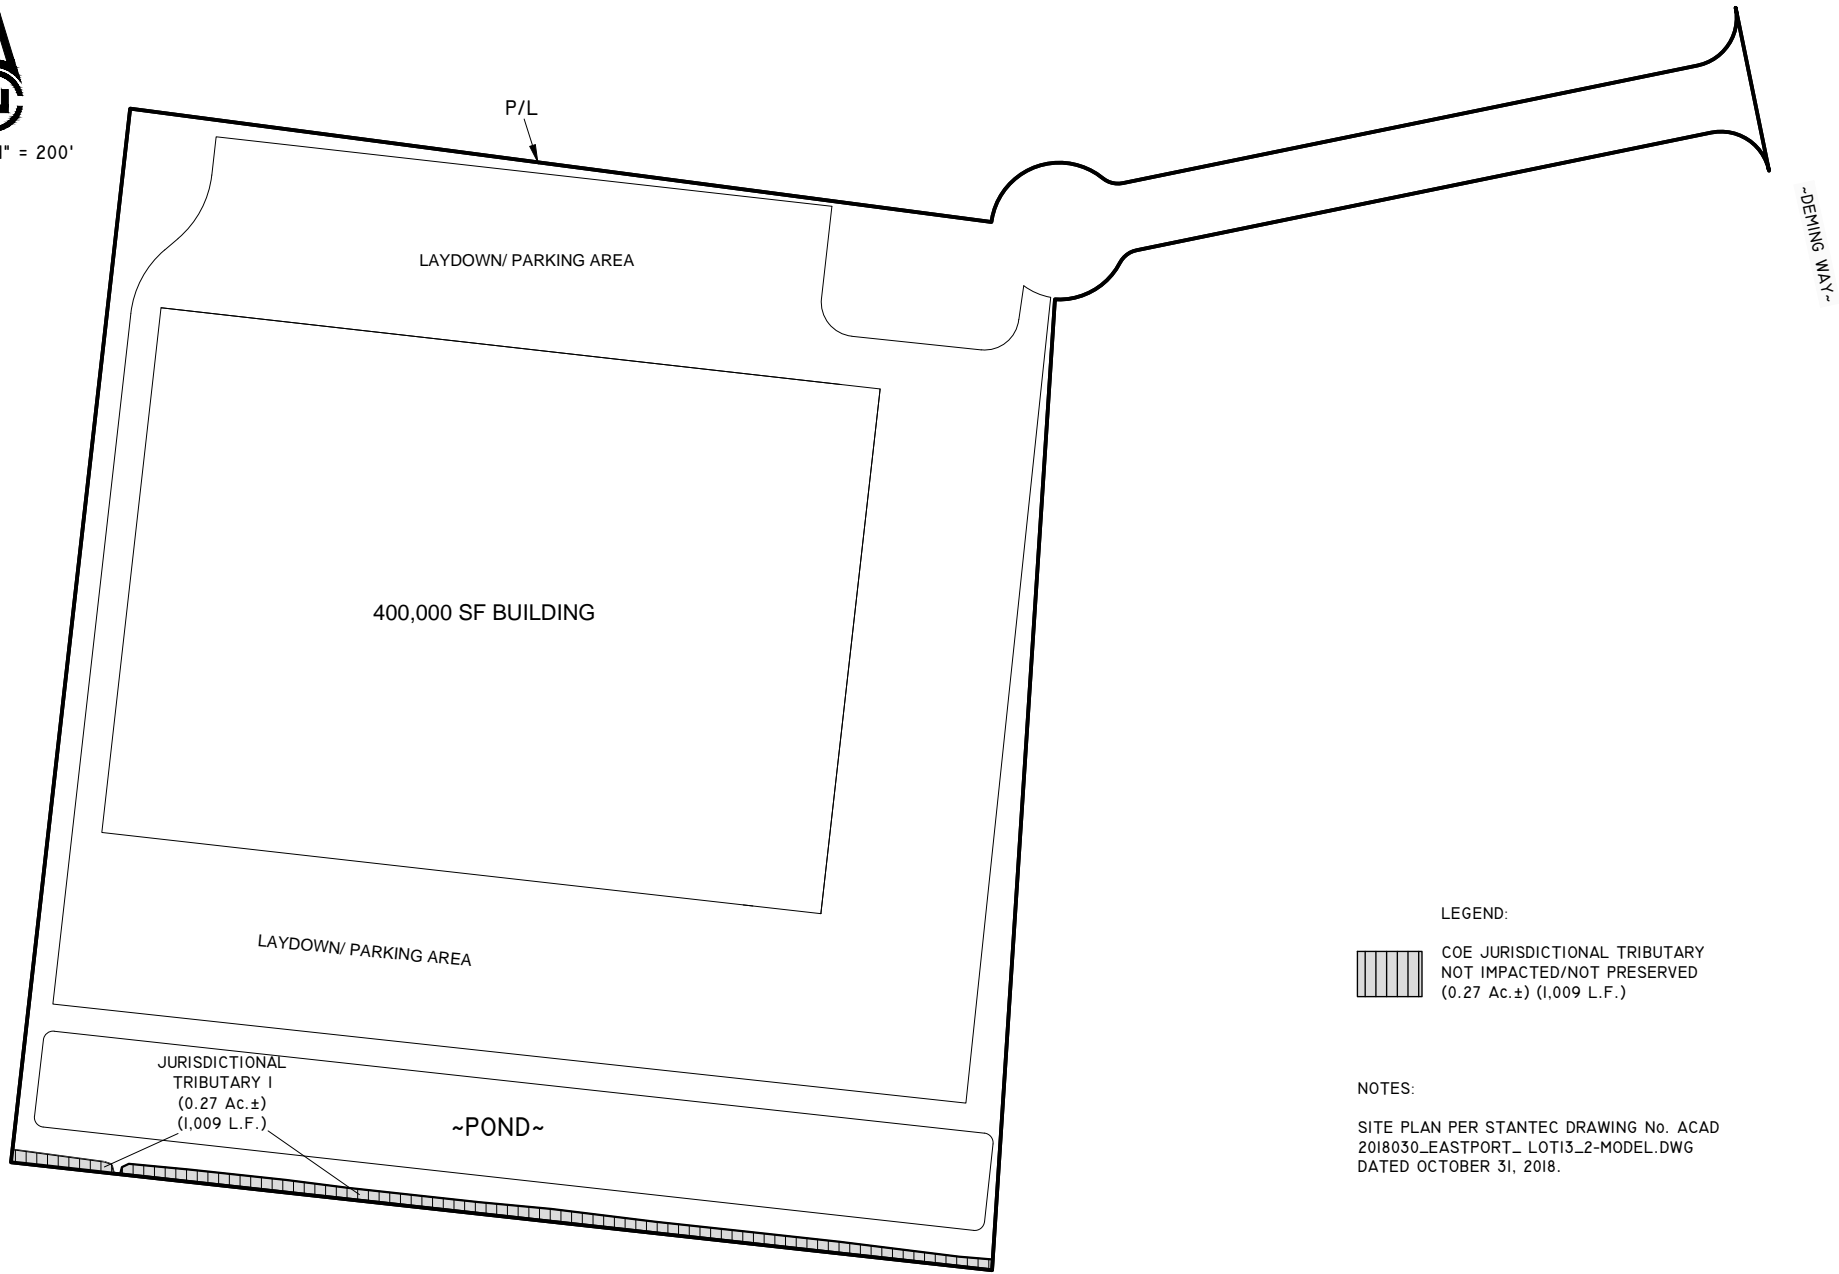 N
1" = 200'
P/L
~DEMING WAY~
LAYDOWN/ PARKING AREA
400,000 SF BUILDING
LAYDOWN/ PARKING AREA
JURISDICTIONAL
TRIBUTARY 1
(0.27 Ac.±)
(1,009 L.F.)
~POND~
LEGEND:
COE JURISDICTIONAL TRIBUTARY
NOT IMPACTED/NOT PRESERVED
(0.27 Ac.±) (1,009 L.F.)
NOTES:
SITE PLAN PER STANTEC DRAWING No. ACAD
2018030_EASTPORT_ LOT13_2-MODEL.DWG
DATED OCTOBER 31, 2018.